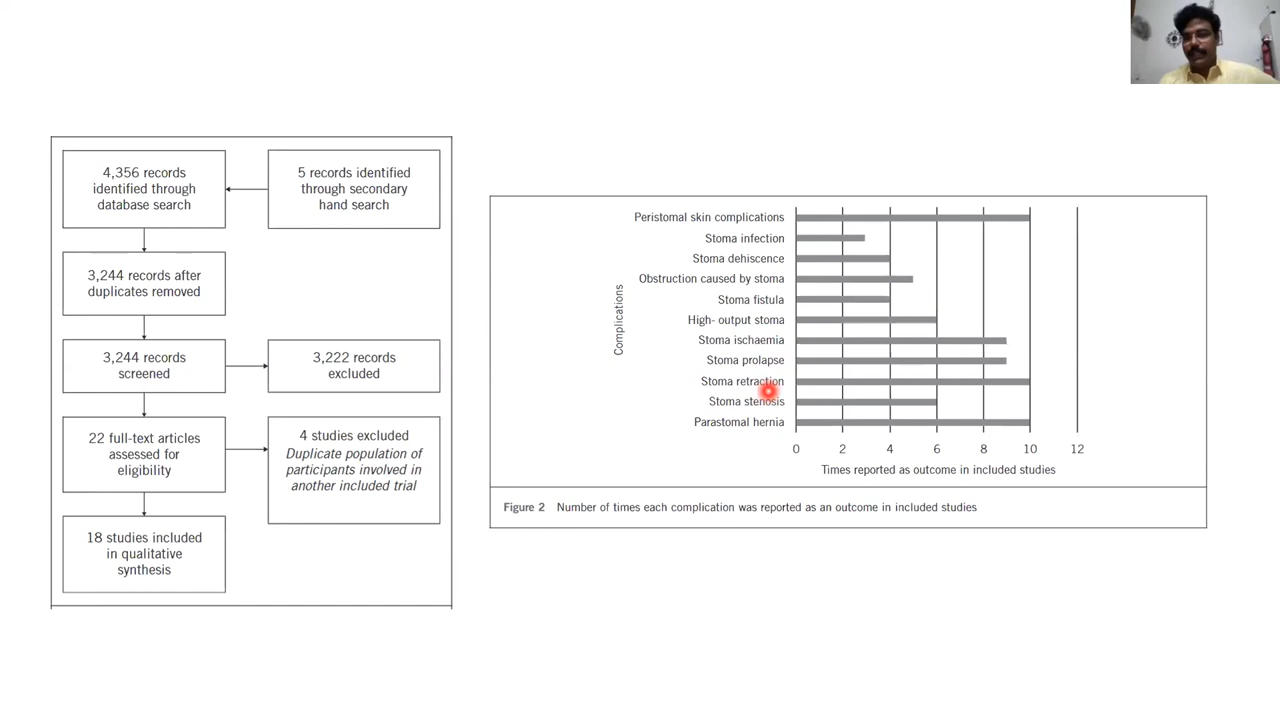 4,356 records
identified through
database search
5 records identified
through secondary
hand search
3,244 records after
duplicates removed
3,244 records
screened
3,222 records
excluded
22 full-text articles
assessed for
eligibility
4 studies excluded
Duplicate population of
participants involved in
another included trial
18 studies included
in qualitative
synthesis
Complications
Peristomal skin complications
Stoma infection
Stoma dehiscence
Obstruction caused by stoma
Stoma fistula
High- output stoma
Stoma ischaemia
Stoma prolapse
Stoma retraction
Stoma stenosis
Parastomal hernia
0 2 4 6 8 10 12
Times reported as outcome in included studies
Figure 2 Number of times each complication was reported as an outcome in included studies